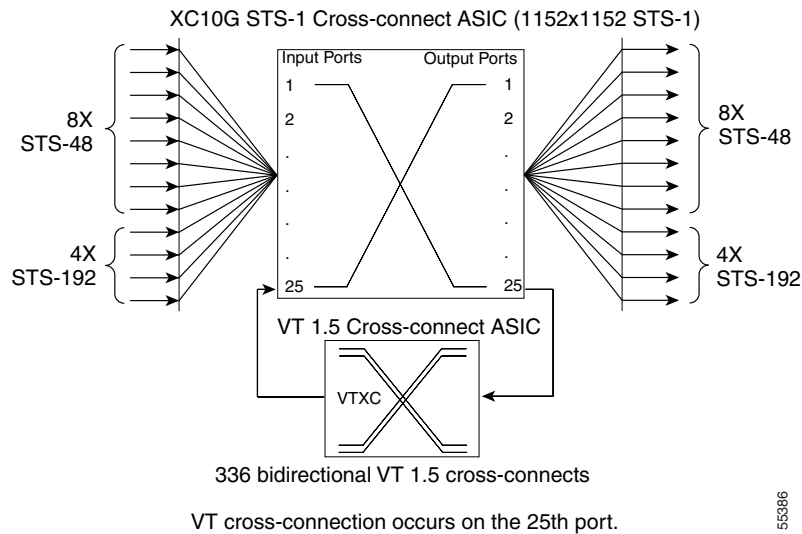 XC10G STS-1 Cross-connect ASIC (1152x1152 STS-1)
Input Ports
Output Ports
1
1
2
2
.
.
.
.
.
.
.
.
25
25
8X
STS-48
8X
STS-48
4X
STS-192
4X
STS-192
VT 1.5 Cross-connect ASIC
VTXC
336 bidirectional VT 1.5 cross-connects
VT cross-connection occurs on the 25th port.
55386